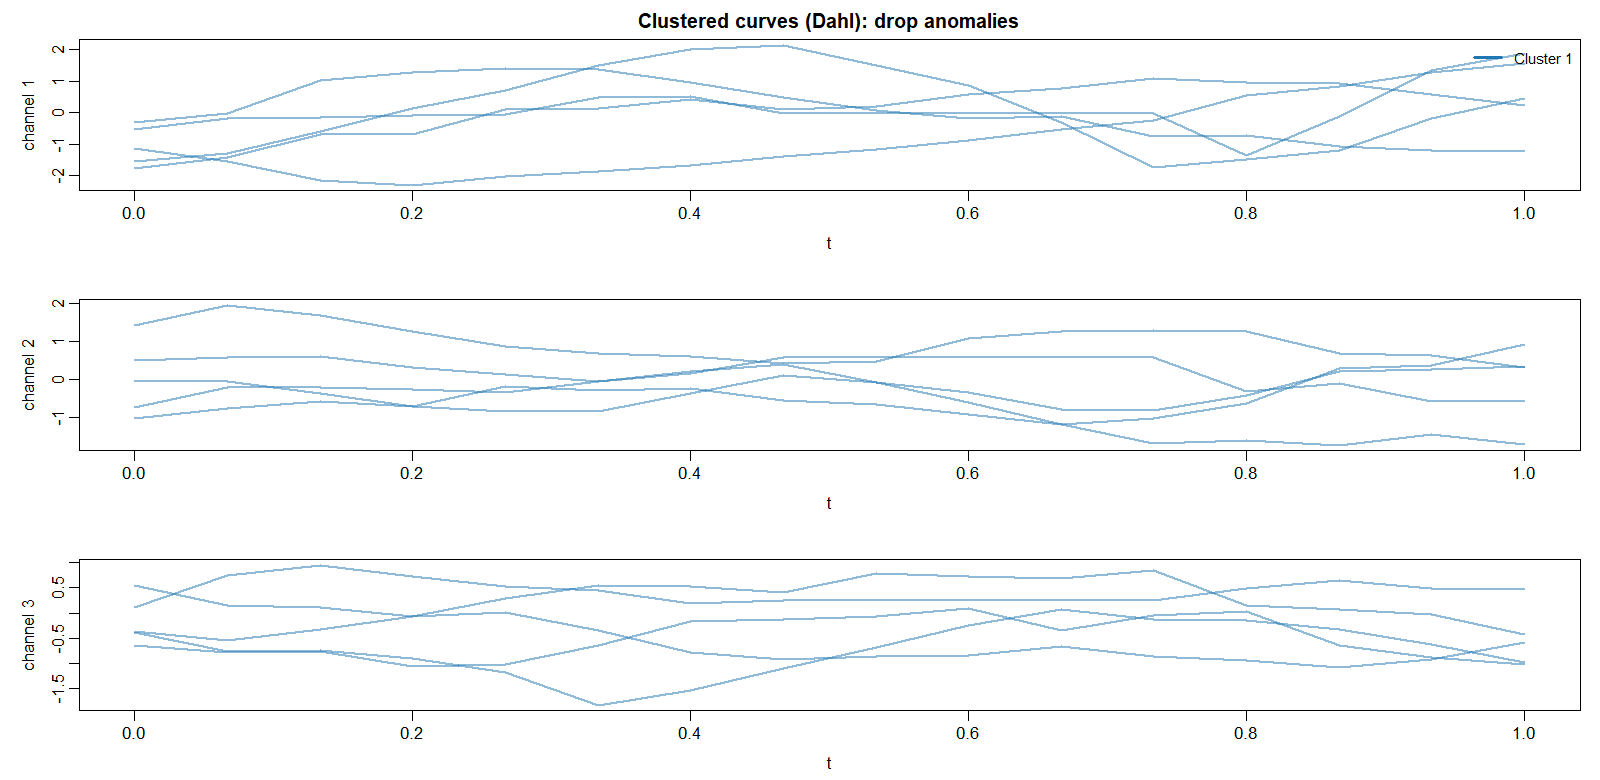 Clustered curves (Dahl): drop anomalies
channel 1
2
1
0
-1
-2
Cluster 1
0.0 0.2 0.4 0.6 0.8 1.0
t
channel 2
2
1
0
-1
0.0 0.2 0.4 0.6 0.8 1.0
t
channel 3
0.5
-0.5
-1.5
0.0 0.2 0.4 0.6 0.8 1.0
t